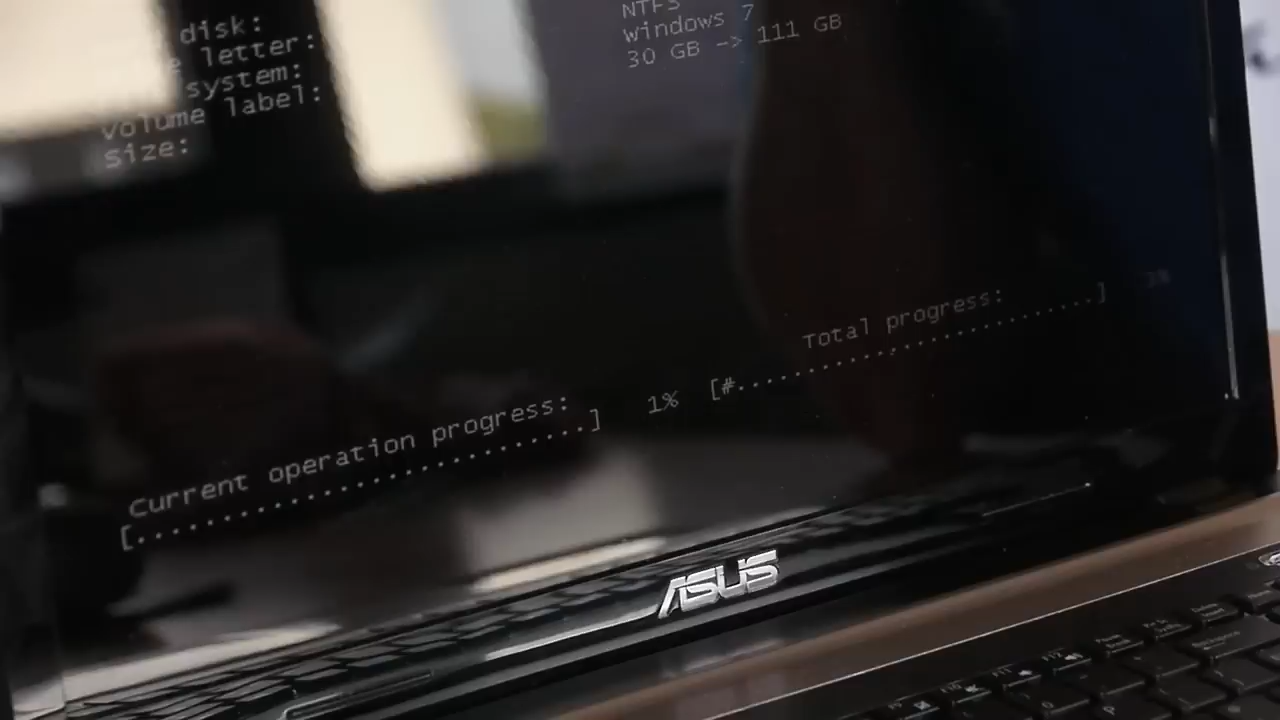 disk:
letter:
system:
Volume label:
Size:
NTFS
windows 7
30 GB -> 111 GB
Current operation progress:
[....................................] 1%
Total progress:
[#...................................]
ASUS